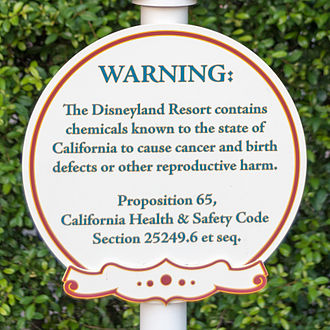 WARNING:
The Disneyland Resort contains
chemicals known to the state of
California to cause cancer and birth
defects or other reproductive harm.
Proposition 65,
California Health & Safety Code
Section 25249.6 et seq.